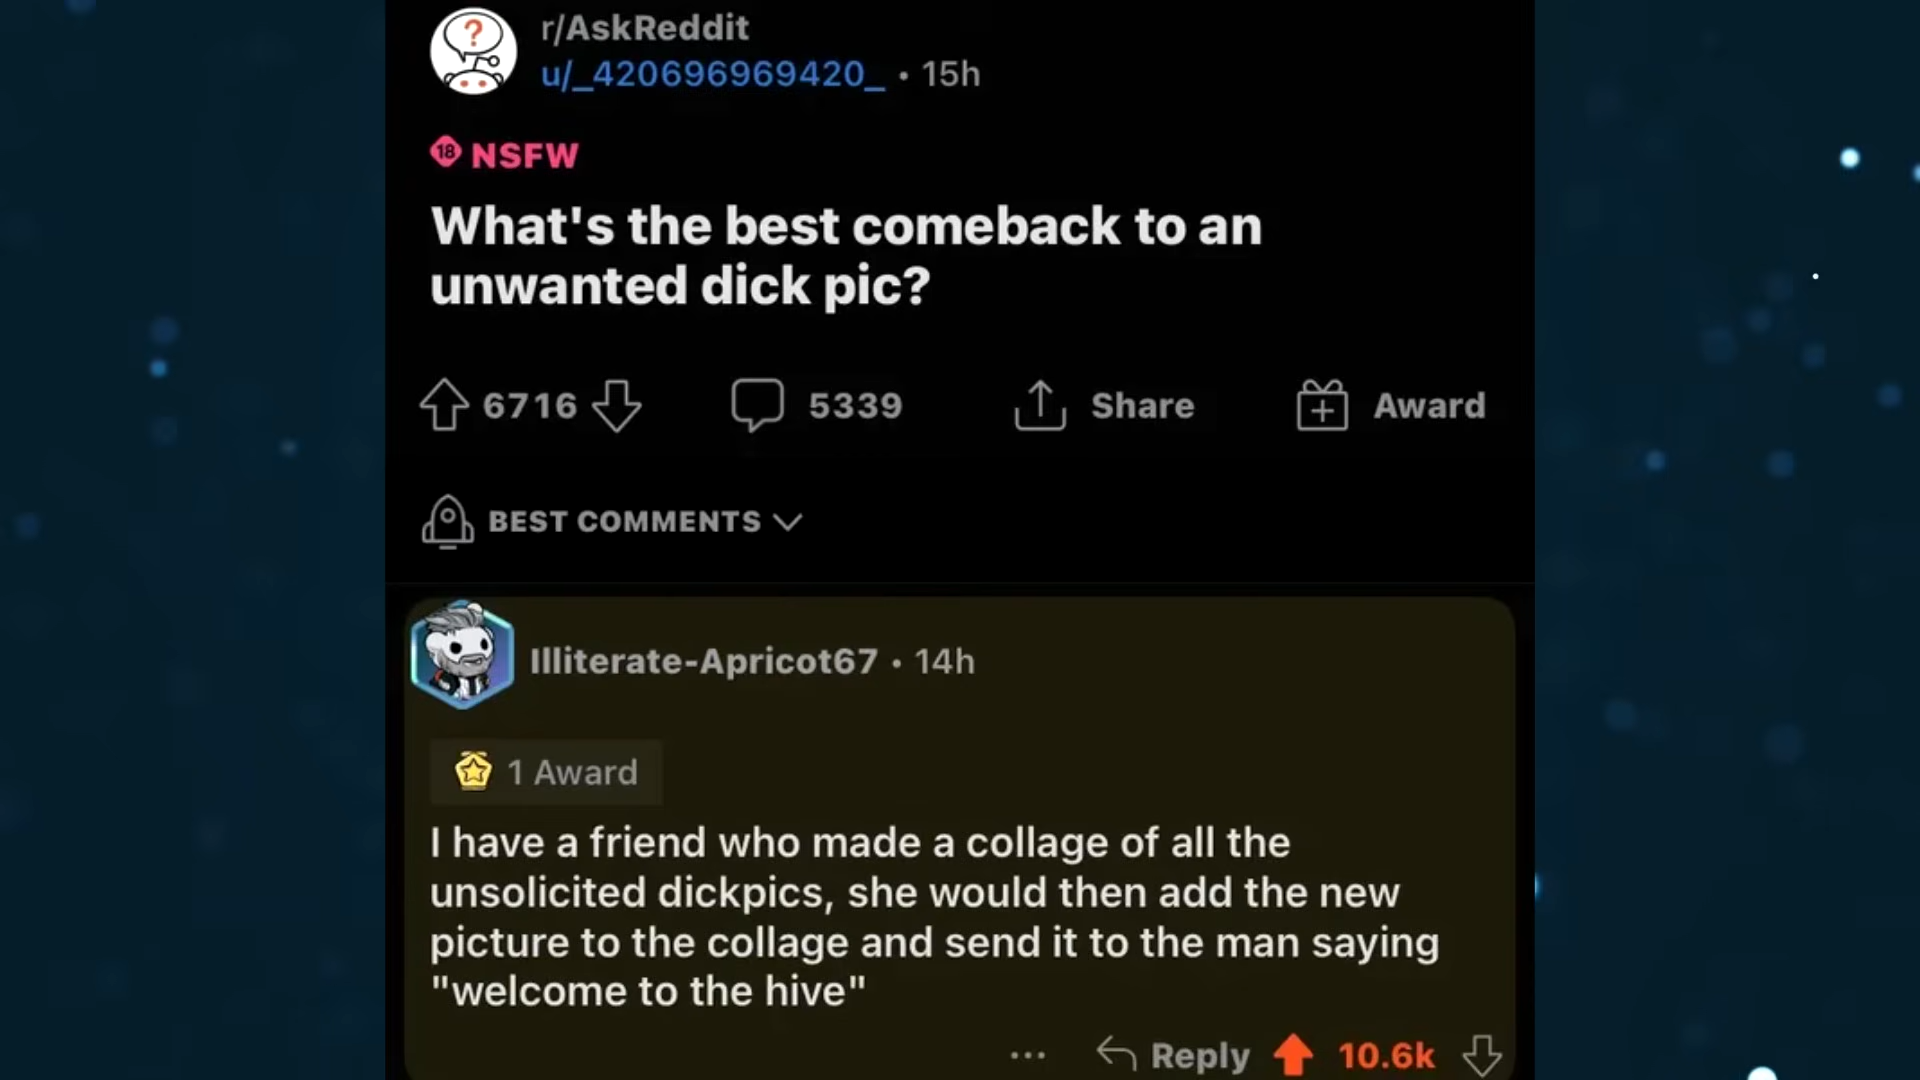 r/AskReddit
u/_420696969420_ • 15h
18 NSFW
What's the best comeback to an
unwanted dick pic?
6716 5339 Share Award
BEST COMMENTS
Illiterate-Apricot67 • 14h
1 Award
I have a friend who made a collage of all the
unsolicited dickpics, she would then add the new
picture to the collage and send it to the man saying
"welcome to the hive"
... Reply 10.6k